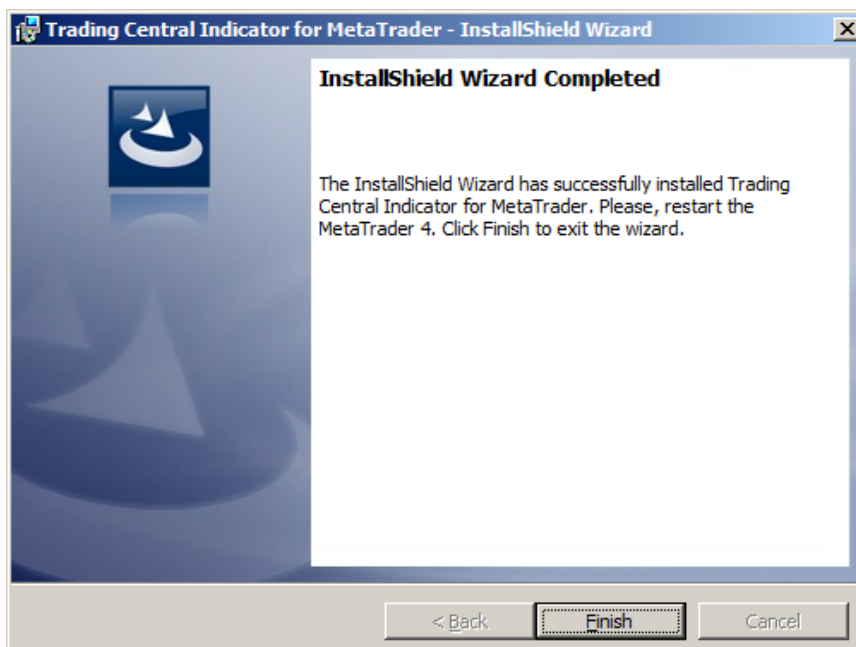 Trading Central Indicator for MetaTrader - InstallShield Wizard
InstallShield Wizard Completed
The InstallShield Wizard has successfully installed Trading
Central Indicator for MetaTrader. Please, restart the
MetaTrader 4. Click Finish to exit the wizard.
< Back
Finish
Cancel